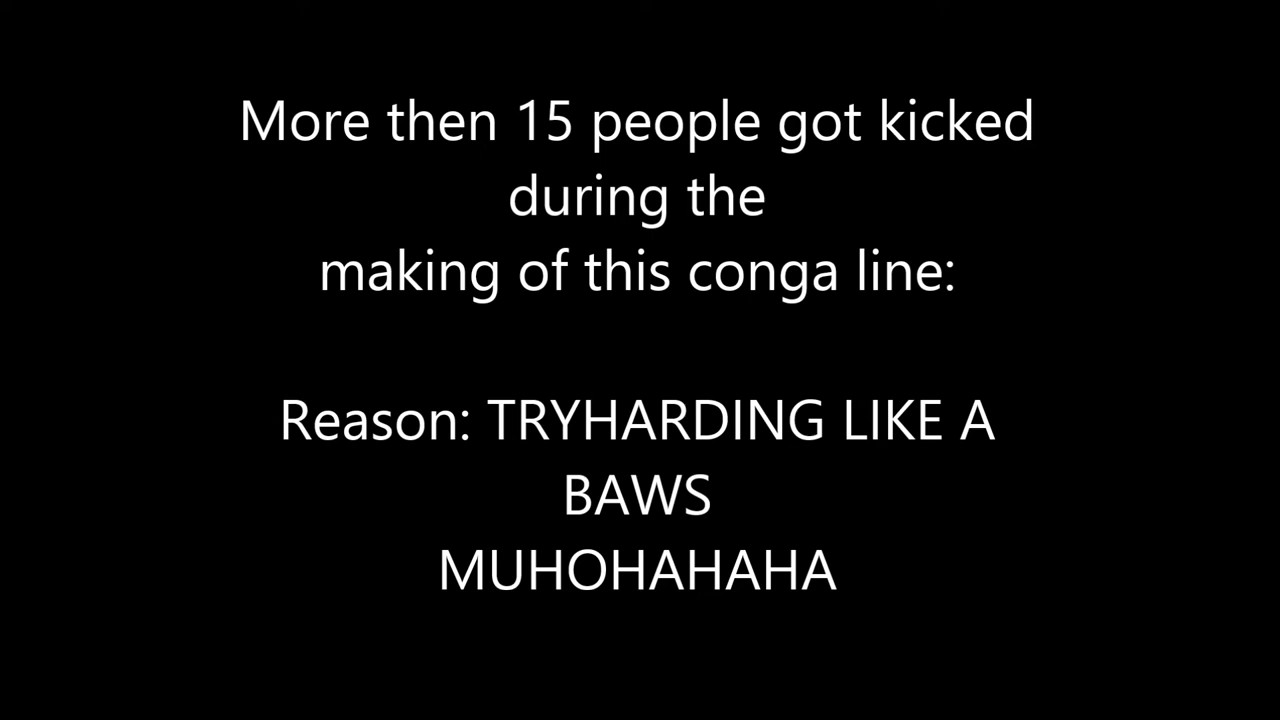 More then 15 people got kicked
during the
making of this conga line:
Reason: TRYHARDING LIKE A
BAWS
MUHOHAHAHA